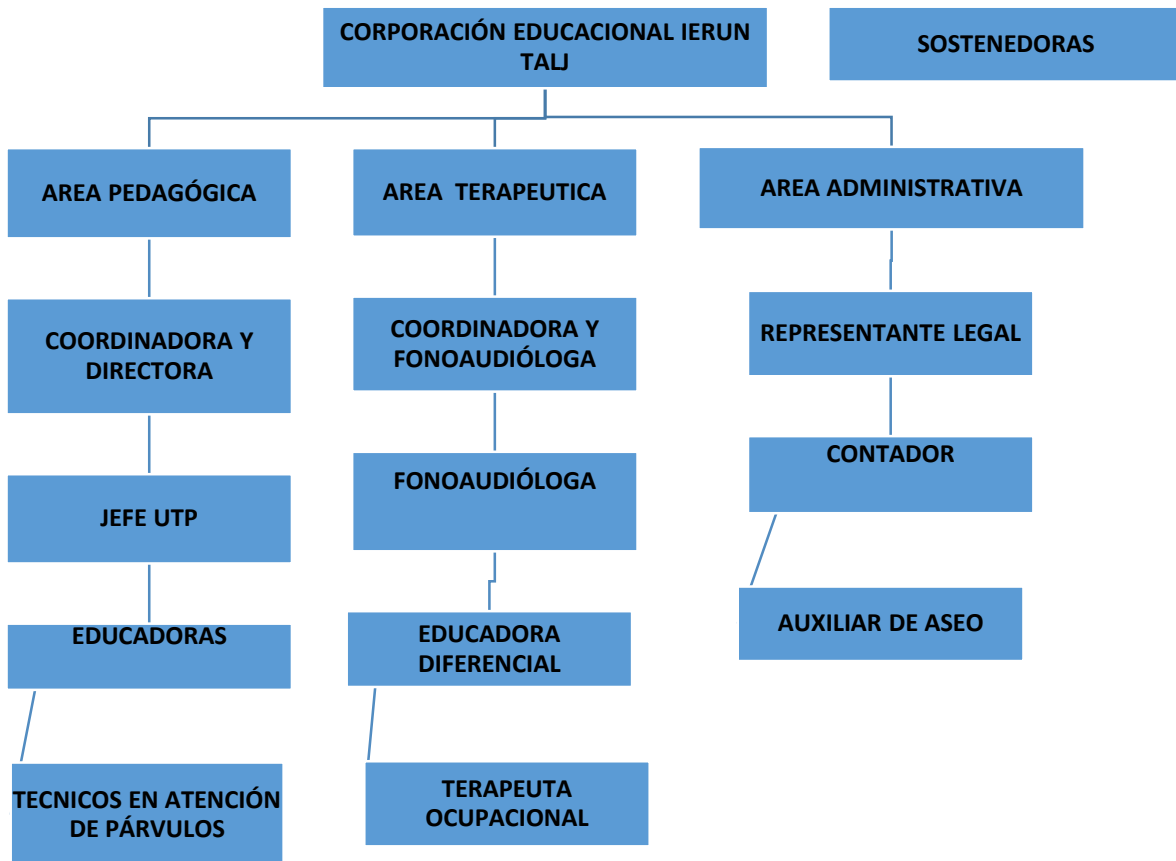 CORPORACIÓN EDUCACIONAL IERUN
TALJ
SOSTENEDORAS
AREA PEDAGÓGICA
AREA TERAPEUTICA
AREA ADMINISTRATIVA
COORDINADORA Y
DIRECTORA
COORDINADORA Y
FONOAUDIÓLOGA
REPRESENTANTE LEGAL
JEFE UTP
FONOAUDIÓLOGA
CONTADOR
EDUCADORAS
EDUCADORA
DIFERENCIAL
AUXILIAR DE ASEO
TECNICOS EN ATENCIÓN
DE PÁRVULOS
TERAPEUTA
OCUPACIONAL